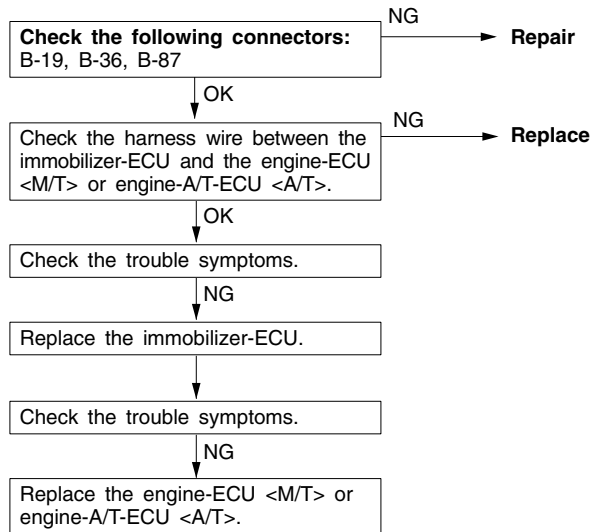 NG
Check the following connectors:
B-19, B-36, B-87
Repair
OK
Check the harness wire between the
immobilizer-ECU and the engine-ECU
<M/T> or engine-A/T-ECU <A/T>.
NG
Replace
OK
Check the trouble symptoms.
NG
Replace the immobilizer-ECU.
Check the trouble symptoms.
NG
Replace the engine-ECU <M/T> or
engine-A/T-ECU <A/T>.